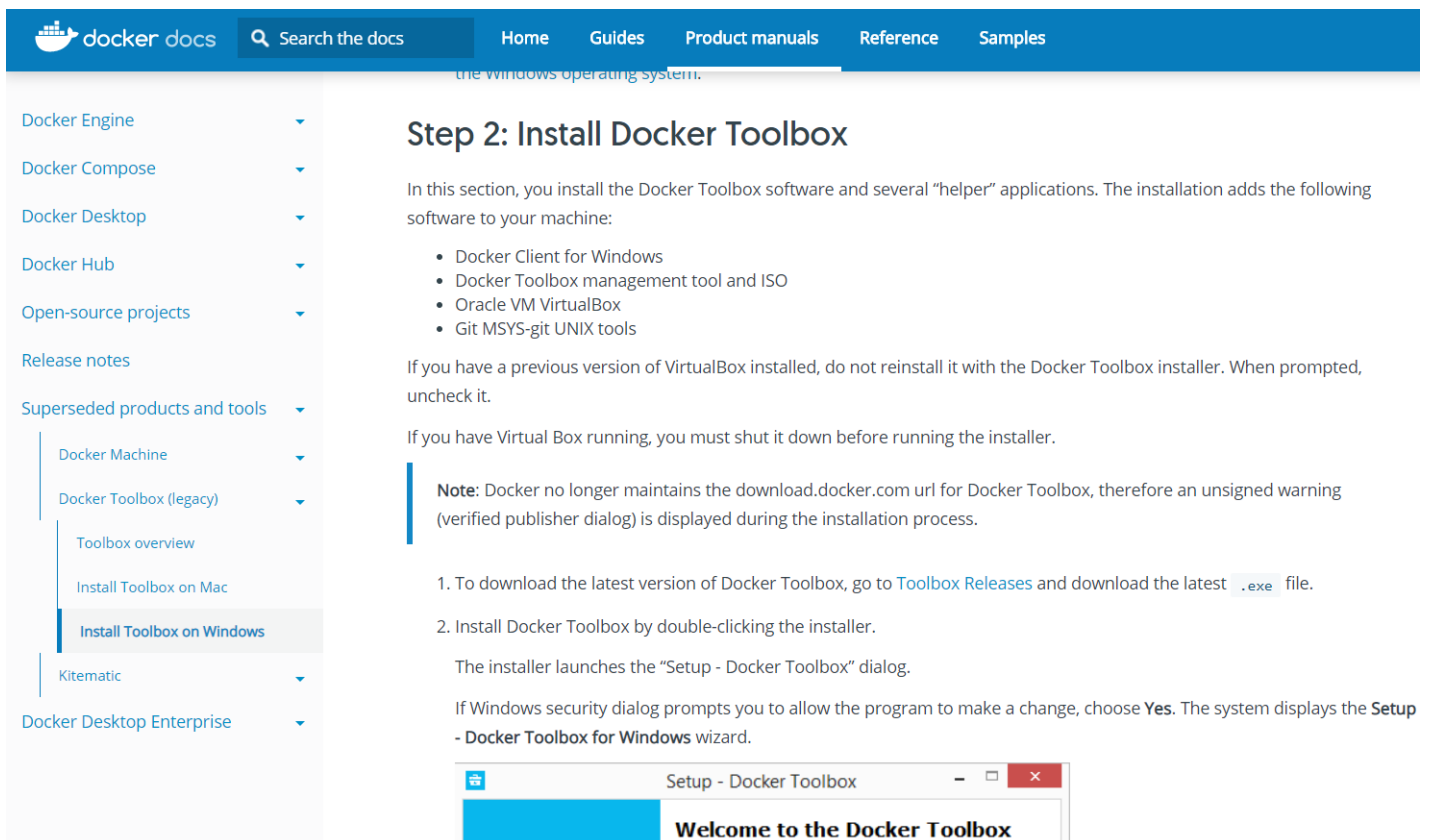 docker docs
Search the docs
Home
Guides
Product manuals
Reference
Samples
the Windows operating system.
Docker Engine
Docker Compose
Docker Desktop
Docker Hub
Open-source projects
Release notes
Superseded products and tools
Docker Machine
Docker Toolbox (legacy)
Toolbox overview
Install Toolbox on Mac
Install Toolbox on Windows
Kitematic
Docker Desktop Enterprise
Step 2: Install Docker Toolbox
In this section, you install the Docker Toolbox software and several “helper” applications. The installation adds the following
software to your machine:
• Docker Client for Windows
• Docker Toolbox management tool and ISO
• Oracle VM VirtualBox
• Git MSYS-git UNIX tools
If you have a previous version of VirtualBox installed, do not reinstall it with the Docker Toolbox installer. When prompted,
uncheck it.
If you have Virtual Box running, you must shut it down before running the installer.
Note: Docker no longer maintains the download.docker.com url for Docker Toolbox, therefore an unsigned warning
(verified publisher dialog) is displayed during the installation process.
1. To download the latest version of Docker Toolbox, go to Toolbox Releases and download the latest .exe file.
2. Install Docker Toolbox by double-clicking the installer.
The installer launches the “Setup - Docker Toolbox” dialog.
If Windows security dialog prompts you to allow the program to make a change, choose Yes. The system displays the Setup
- Docker Toolbox for Windows wizard.
Setup - Docker Toolbox
Welcome to the Docker Toolbox